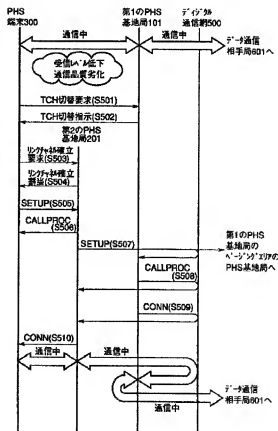 PHS
端末300
第1のPHS
基地局101
ディジタル
通信網500
通信中
通信中
データ通信
相手局601へ
受信レベル低下
通信品質劣化
TCH切替要求(S501)
TCH切替指示(S502)
第2のPHS
基地局201
リンクチャネル確立
要求(S503)
リンクチャネル確立
割当(S504)
SETUP(S505)
CALLPROC
(S506)
SETUP(S507)
第1のPHS
基地局の
ページングエリアの
PHS基地局へ
CALLPROC
(S508)
CONN(S509)
CONN(S510)
通信中
通信中
通信中
データ通信
相手局601へ